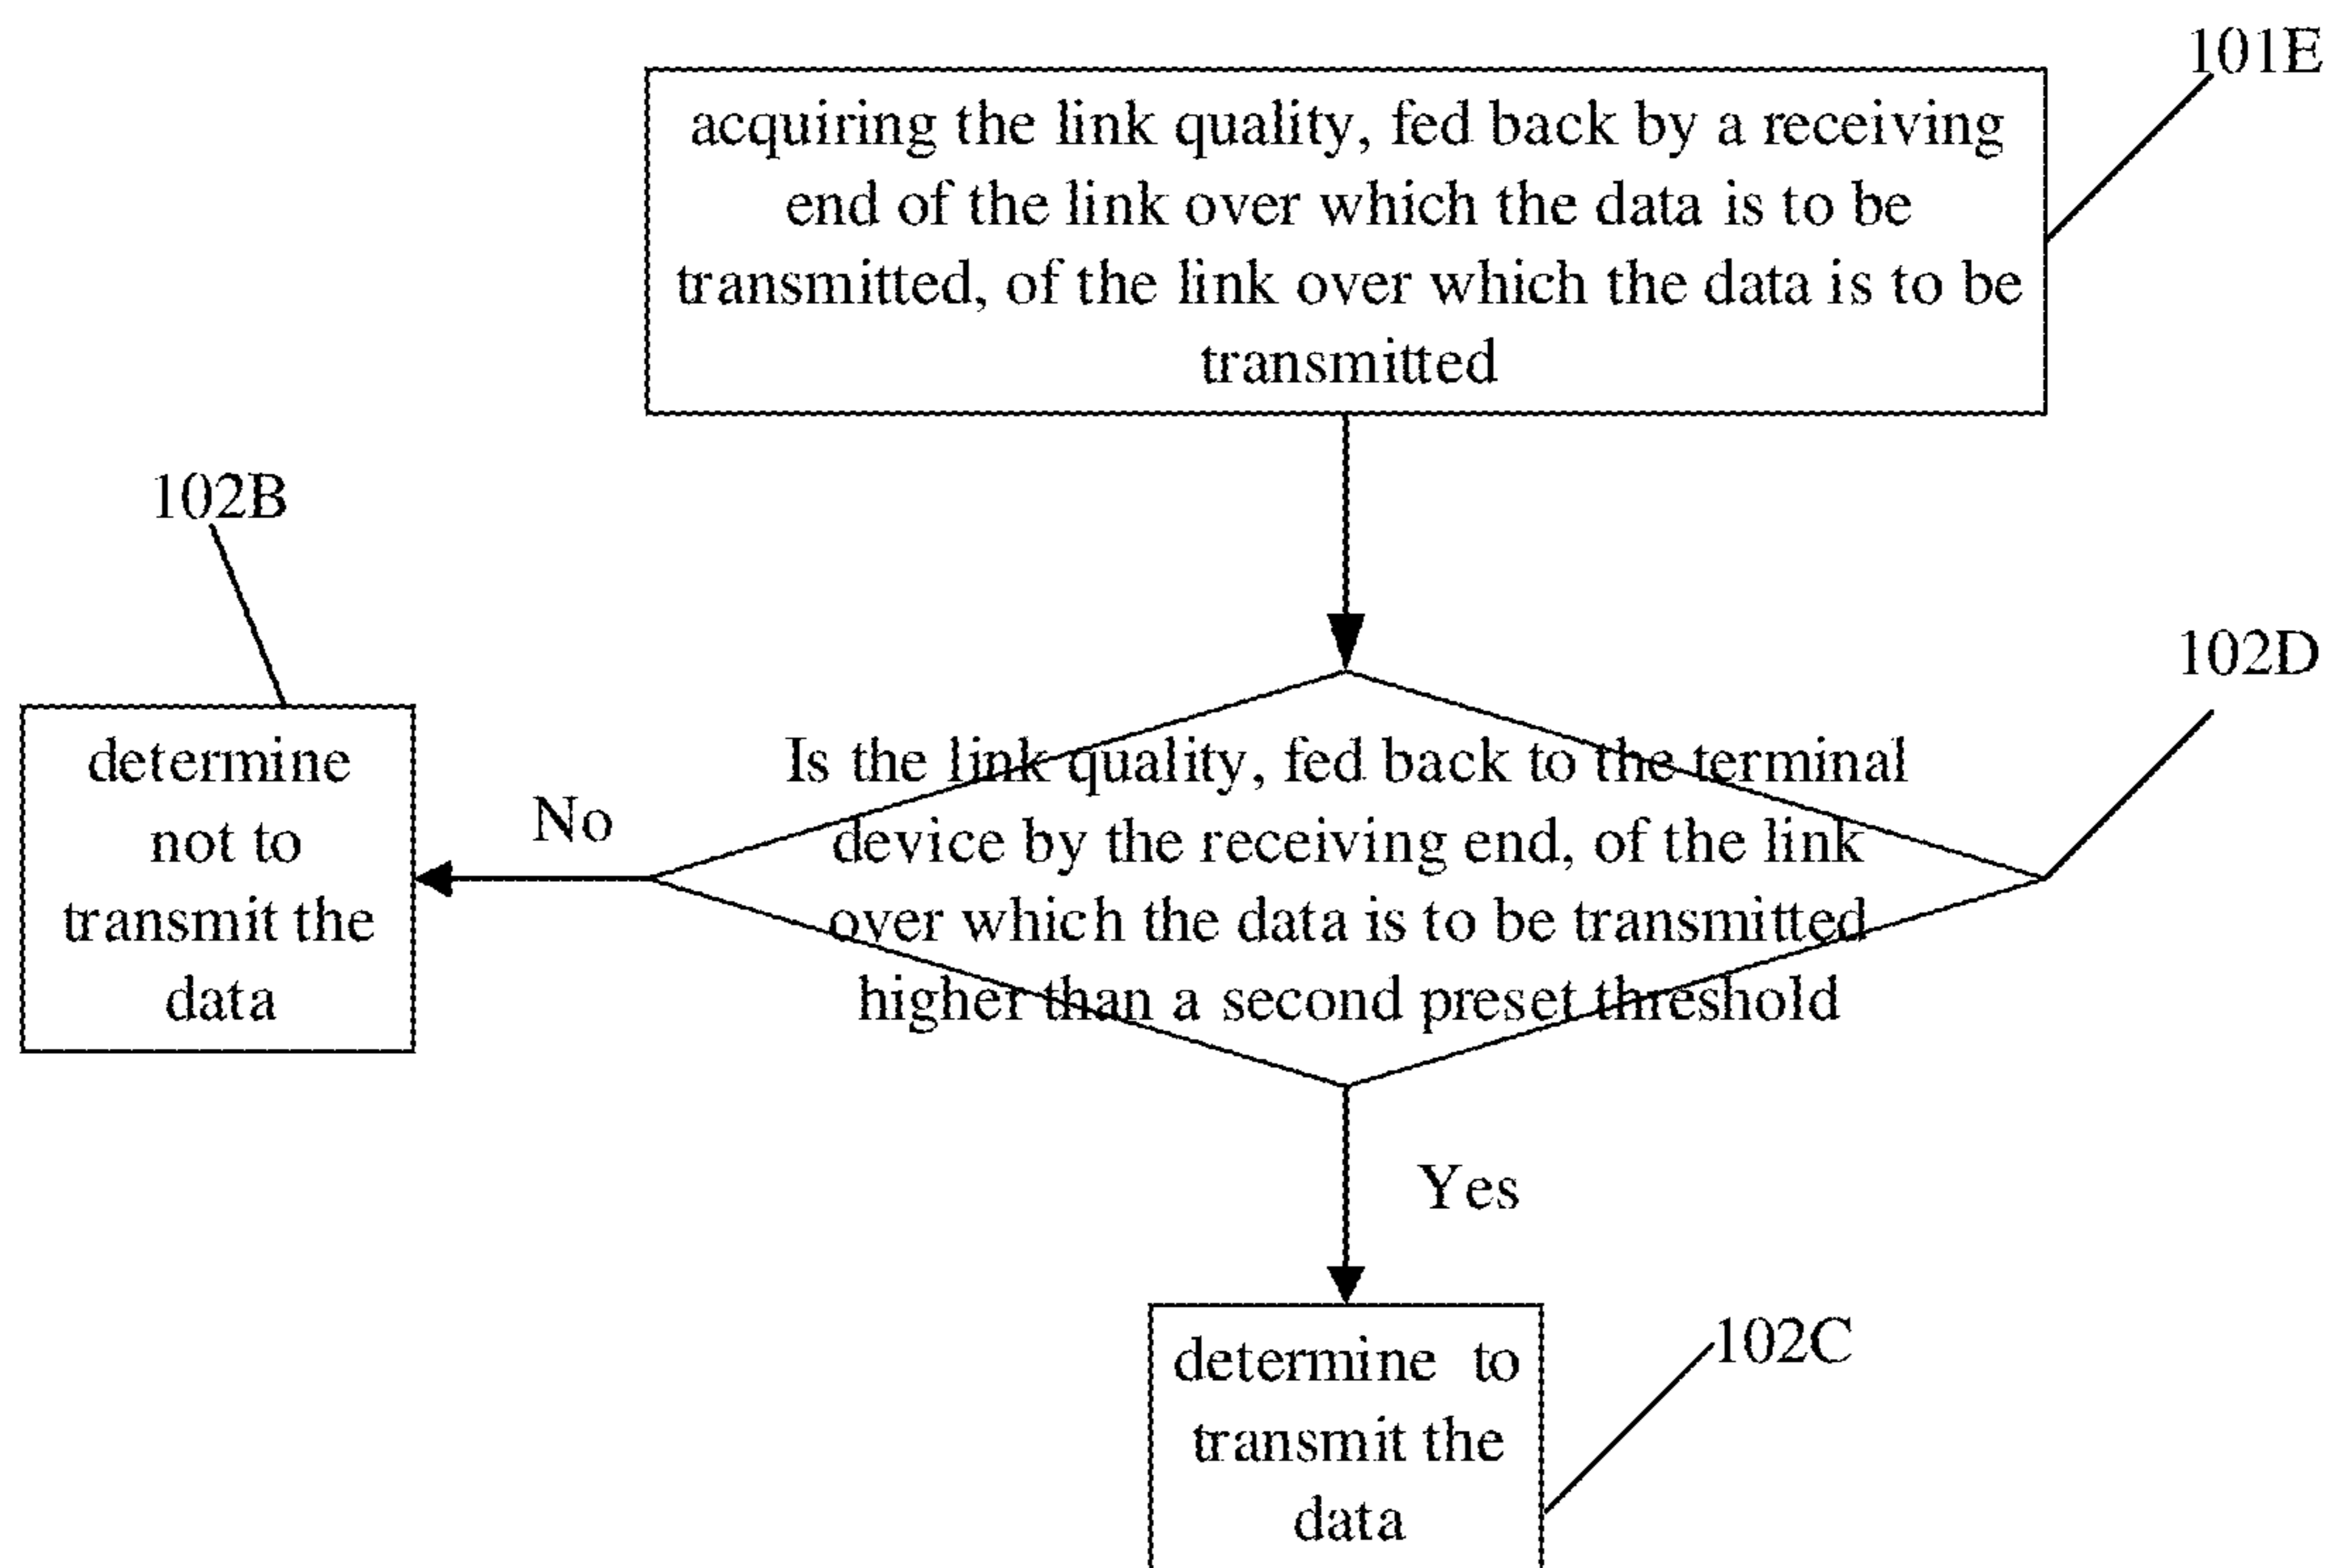 101E
acquiring the link quality, fed back by a receiving
end of the link over which the data is to be
transmitted, of the link over which the data is to be
transmitted
102B
102D
determine
not to
transmit the
data
No
Is the link quality, fed back to the terminal
device by the receiving end, of the link
over which the data is to be transmitted
higher than a second preset threshold
Yes
determine to
transmit the
data
102C